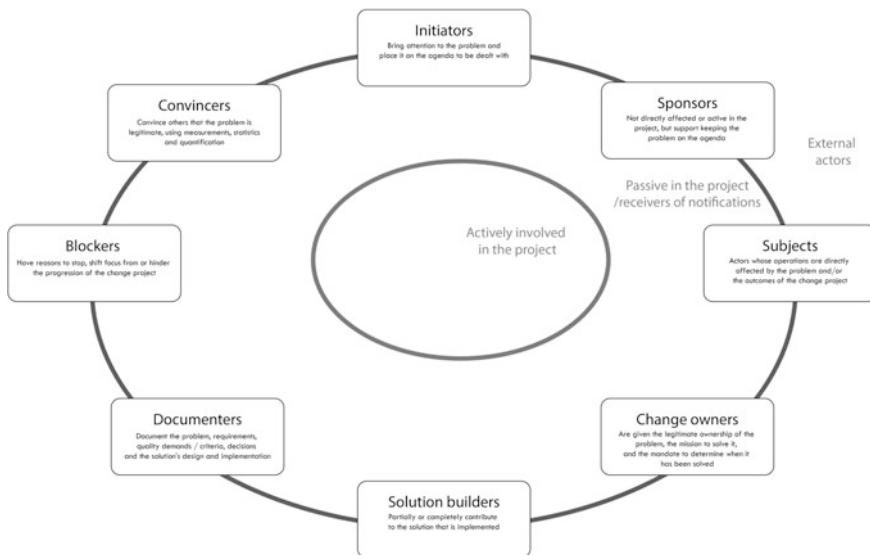 Initiators
Bring attention to the problem and
place it on the agenda to be dealt with
Convincers
Convince others that the problem is
legitimate, using measurements, statistics
and quantification
Sponsors
Not directly affected or active in the
project, but support keeping the
problem on the agenda
External
actors
Passive in the project
/receivers of notifications
Actively involved
in the project
Blockers
Have reasons to stop, shift focus from or hinder
the progression of the change project
Subjects
Actors whose operations are directly
affected by the problem and/or
the outcomes of the change project
Documenters
Document the problem, requirements,
quality demands / criteria, decisions
and the solution's design and implementation
Change owners
Are given the legitimate ownership of the
problem, the mission to solve it,
and the mandate to determine when it
has been solved
Solution builders
Partially or completely contribute
to the solution that is implemented